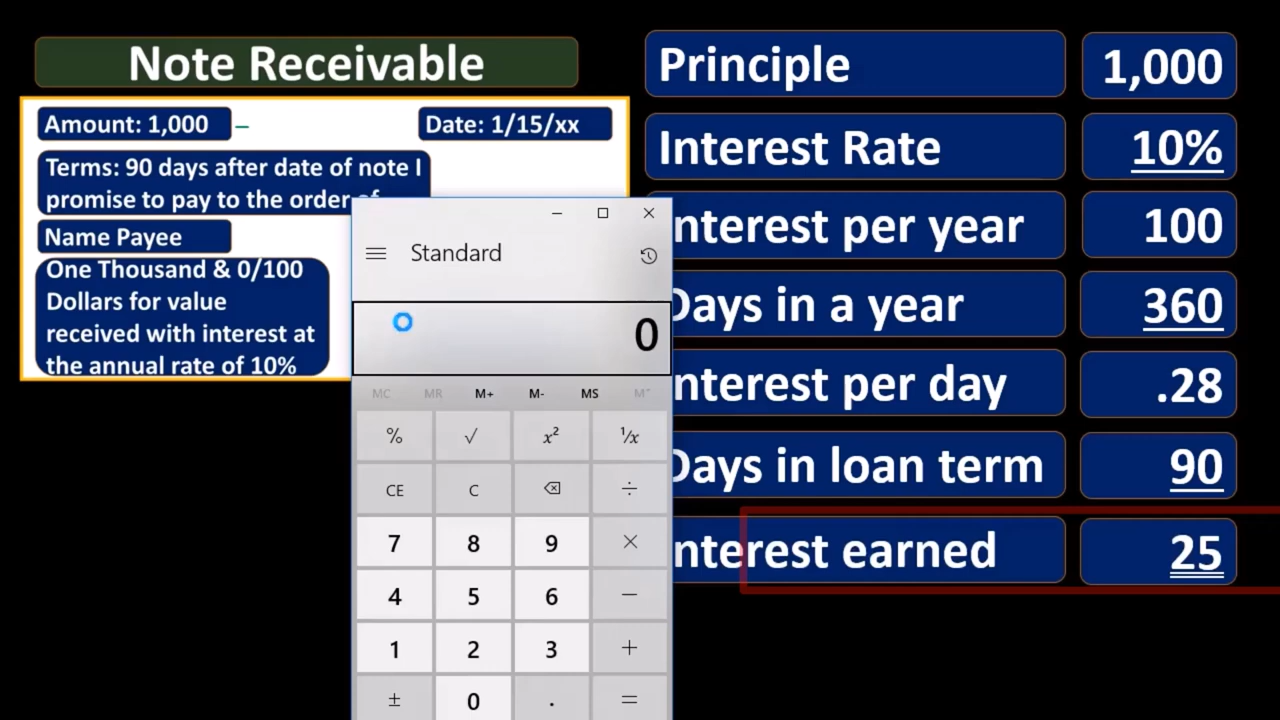 Note Receivable
Amount: 1,000
Date: 1/15/xx
Terms: 90 days after date of note I
promise to pay to the order of
Name Payee
One Thousand & 0/100
Dollars for value
received with interest at
the annual rate of 10%
Principle 1,000
Interest Rate 10%
nterest per year 100
Days in a year 360
nterest per day .28
Days in loan term 90
nterest earned 25
Standard
0
MC MR M+ M- MS M˅
% √ x² ¹/x
CE C ÷
7 8 9 ×
4 5 6 −
1 2 3 +
± 0 . =